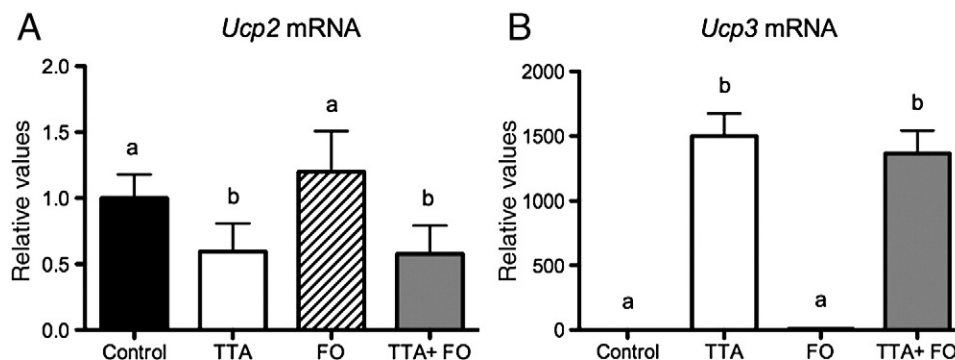 A
Ucp2 mRNA
Relative values
2.0
1.5
1.0
0.5
0.0
a
b
a
b
Control
TTA
FO
TTA+ FO
B
Ucp3 mRNA
Relative values
2000
1500
1000
500
0
a
b
a
b
Control
TTA
FO
TTA+ FO